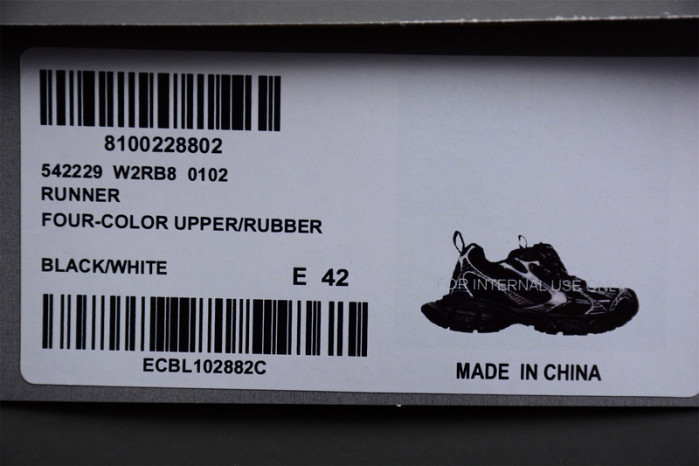 8100228802
542229 W2RB8 0102
RUNNER
FOUR-COLOR UPPER/RUBBER
BLACK/WHITE
E 42
FOR INTERNAL USE ONLY
ECBL102882C
MADE IN CHINA